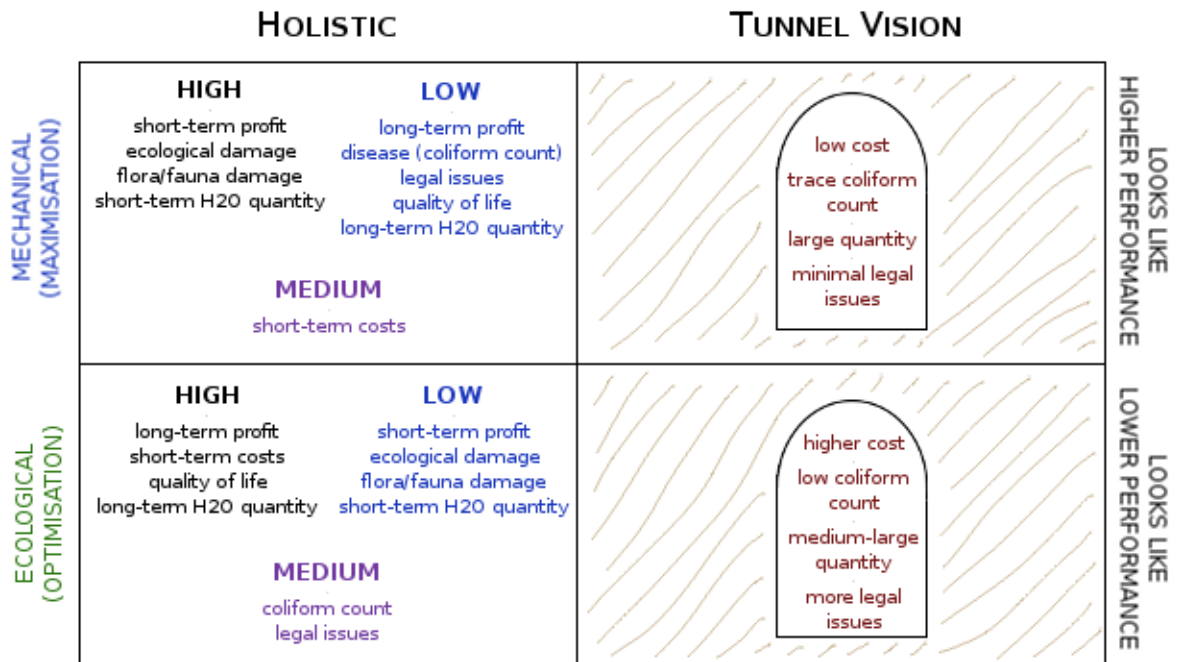 HOLISTIC
TUNNEL VISION
MECHANICAL
(MAXIMISATION)
HIGH
short-term profit
ecological damage
flora/fauna damage
short-term H20 quantity
LOW
long-term profit
disease (coliform count)
legal issues
quality of life
long-term H20 quantity
MEDIUM
short-term costs
low cost
trace coliform
count
large quantity
minimal legal
issues
LOOKS LIKE
HIGHER PERFORMANCE
ECOLOGICAL
(OPTIMISATION)
HIGH
long-term profit
short-term costs
quality of life
long-term H20 quantity
LOW
short-term profit
ecological damage
flora/fauna damage
short-term H20 quantity
MEDIUM
coliform count
legal issues
higher cost
low coliform
count
medium-large
quantity
more legal
issues
LOOKS LIKE
LOWER PERFORMANCE